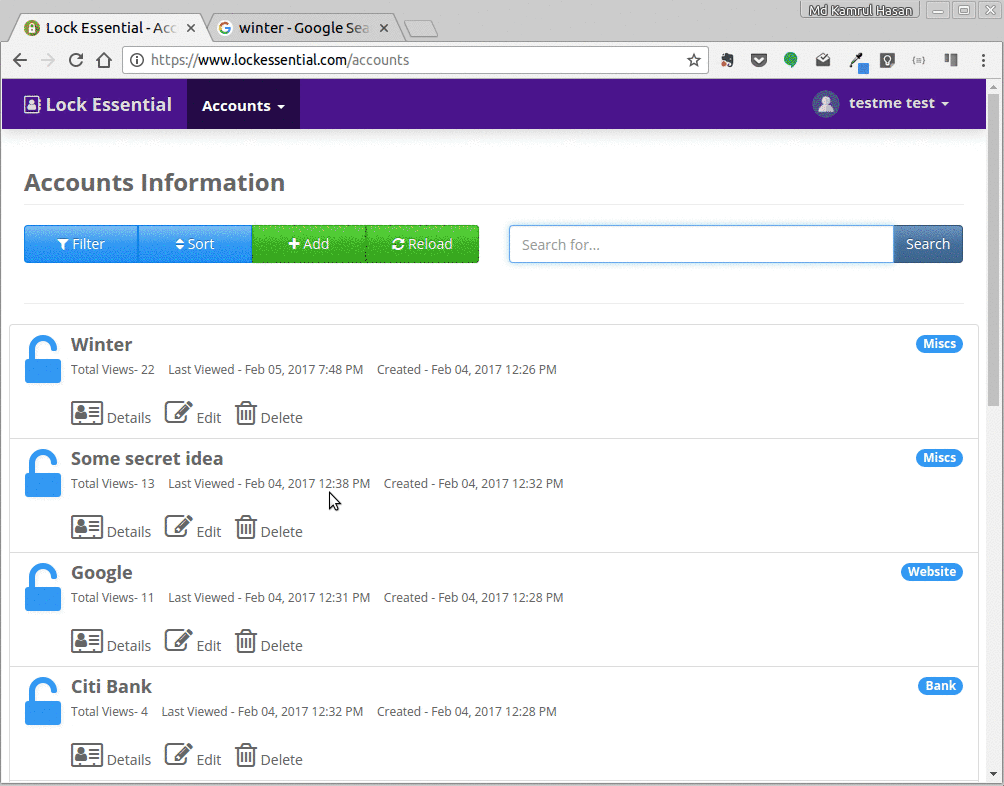 Md Kamrul Hasan
Lock Essential - Acc
winter - Google Sea
https://www.lockessential.com/accounts
Lock Essential
Accounts
testme test
Accounts Information
Filter
Sort
Add
Reload
Search for...
Search
Winter
Miscs
Total Views- 22 Last Viewed - Feb 05, 2017 7:48 PM Created - Feb 04, 2017 12:26 PM
Details Edit Delete
Some secret idea
Miscs
Total Views- 13 Last Viewed - Feb 04, 2017 12:38 PM Created - Feb 04, 2017 12:32 PM
Details Edit Delete
Google
Website
Total Views- 11 Last Viewed - Feb 04, 2017 12:31 PM Created - Feb 04, 2017 12:28 PM
Details Edit Delete
Citi Bank
Bank
Total Views- 4 Last Viewed - Feb 04, 2017 12:32 PM Created - Feb 04, 2017 12:28 PM
Details Edit Delete